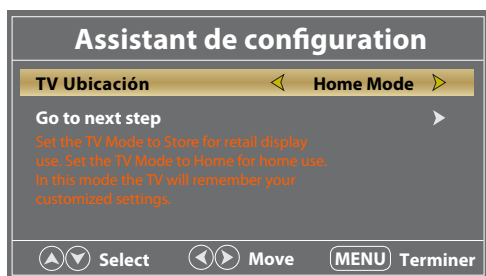 Assistant de configuration
TV Ubicación Home Mode
Go to next step
Set the TV Mode to Store for retail display
use. Set the TV Mode to Home for home use.
In this mode the TV will remember your
customized settings.
Select Move MENU Terminer